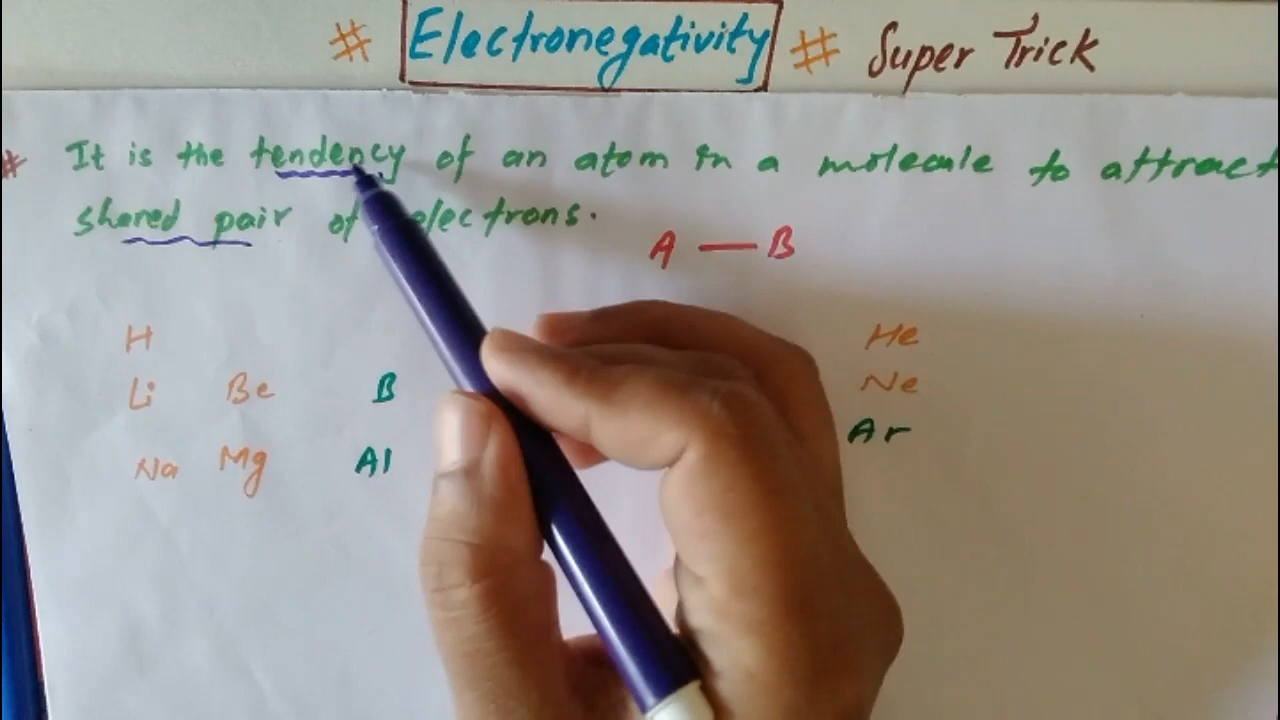 # Electronegativity # Super Trick
# It is the tendency of an atom in a molecule to attract
shared pair of electrons.
A — B
H He
Li Be B Ne
Na Mg Al Ar